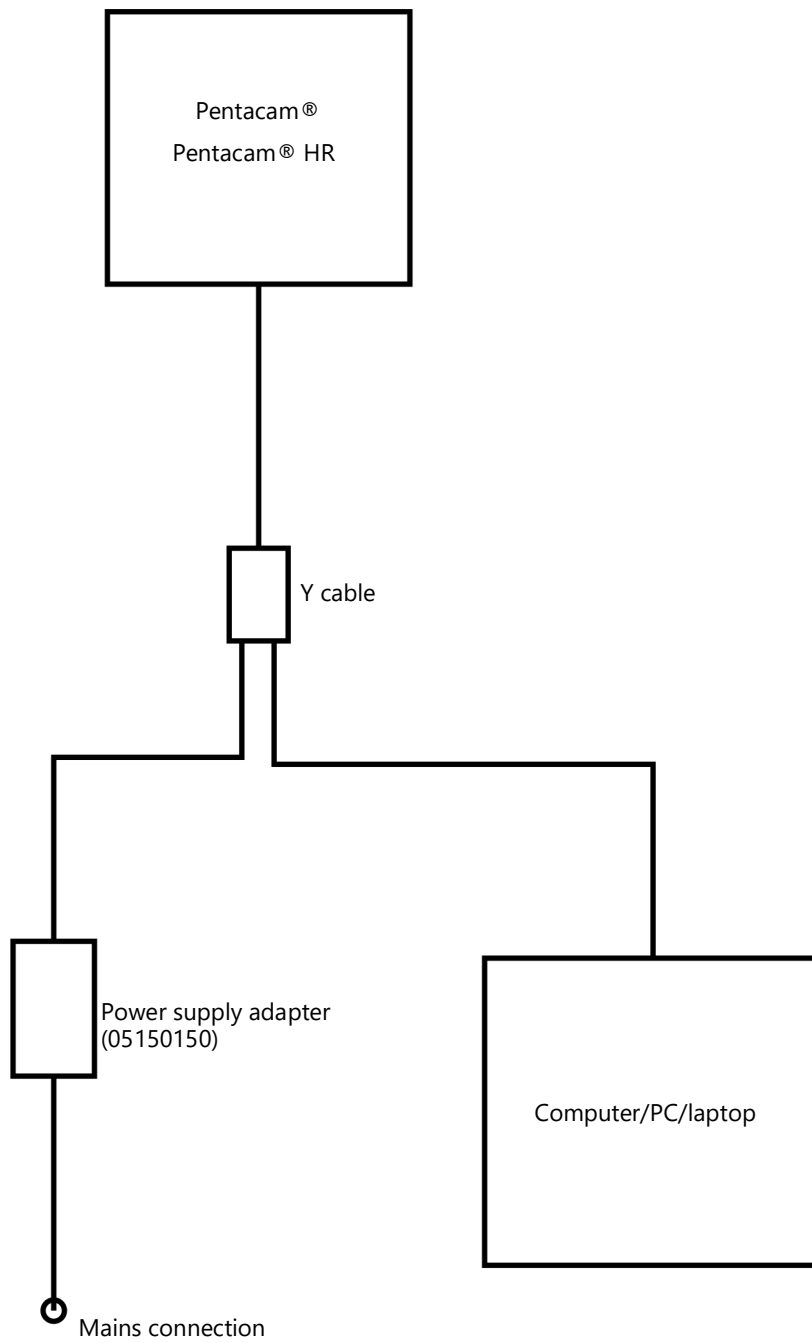 Pentacam®
Pentacam® HR
Y cable
Power supply adapter
(05150150)
Computer/PC/laptop
Mains connection